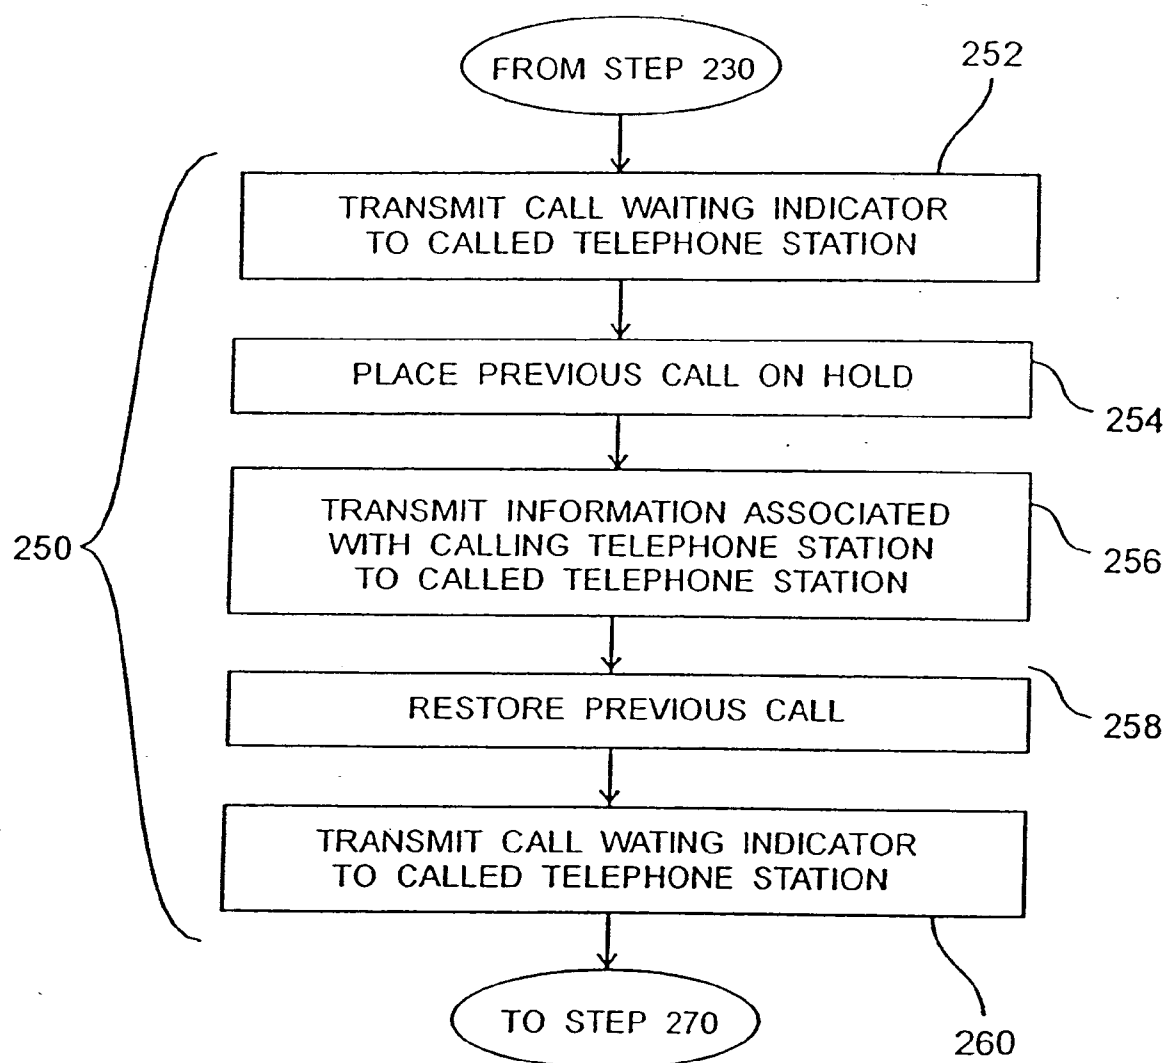 FROM STEP 230
252
TRANSMIT CALL WAITING INDICATOR
TO CALLED TELEPHONE STATION
PLACE PREVIOUS CALL ON HOLD
254
TRANSMIT INFORMATION ASSOCIATED
WITH CALLING TELEPHONE STATION
TO CALLED TELEPHONE STATION
250
256
RESTORE PREVIOUS CALL
258
TRANSMIT CALL WATING INDICATOR
TO CALLED TELEPHONE STATION
TO STEP 270
260